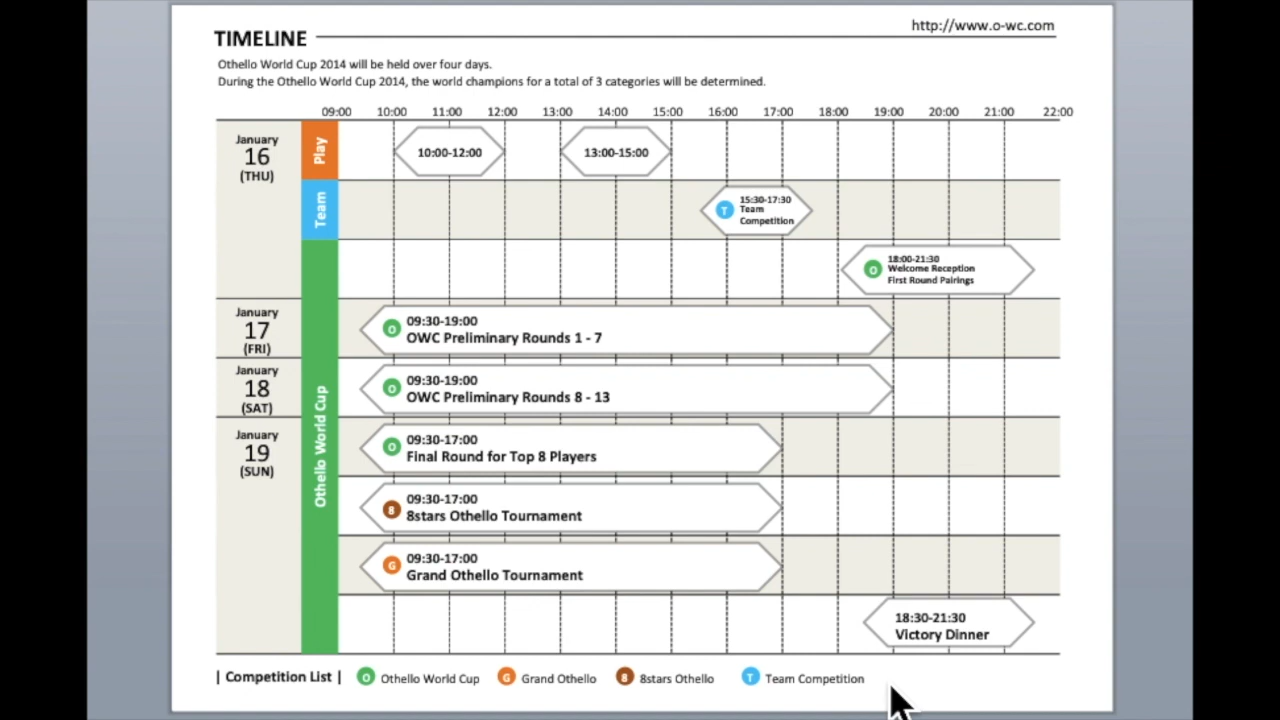 http://www.o-wc.com
TIMELINE
Othello World Cup 2014 will be held over four days.
During the Othello World Cup 2014, the world champions for a total of 3 categories will be determined.
09:00 10:00 11:00 12:00 13:00 14:00 15:00 16:00 17:00 18:00 19:00 20:00 21:00 22:00
January
16
(THU)
Play
10:00-12:00
13:00-15:00
Team
T
15:30-17:30
Team
Competition
Othello World Cup
O
18:00-21:30
Welcome Reception
First Round Pairings
January
17
(FRI)
O
09:30-19:00
OWC Preliminary Rounds 1 - 7
January
18
(SAT)
O
09:30-19:00
OWC Preliminary Rounds 8 - 13
January
19
(SUN)
O
09:30-17:00
Final Round for Top 8 Players
8
09:30-17:00
8stars Othello Tournament
G
09:30-17:00
Grand Othello Tournament
18:30-21:30
Victory Dinner
| Competition List | O Othello World Cup G Grand Othello 8 8stars Othello T Team Competition